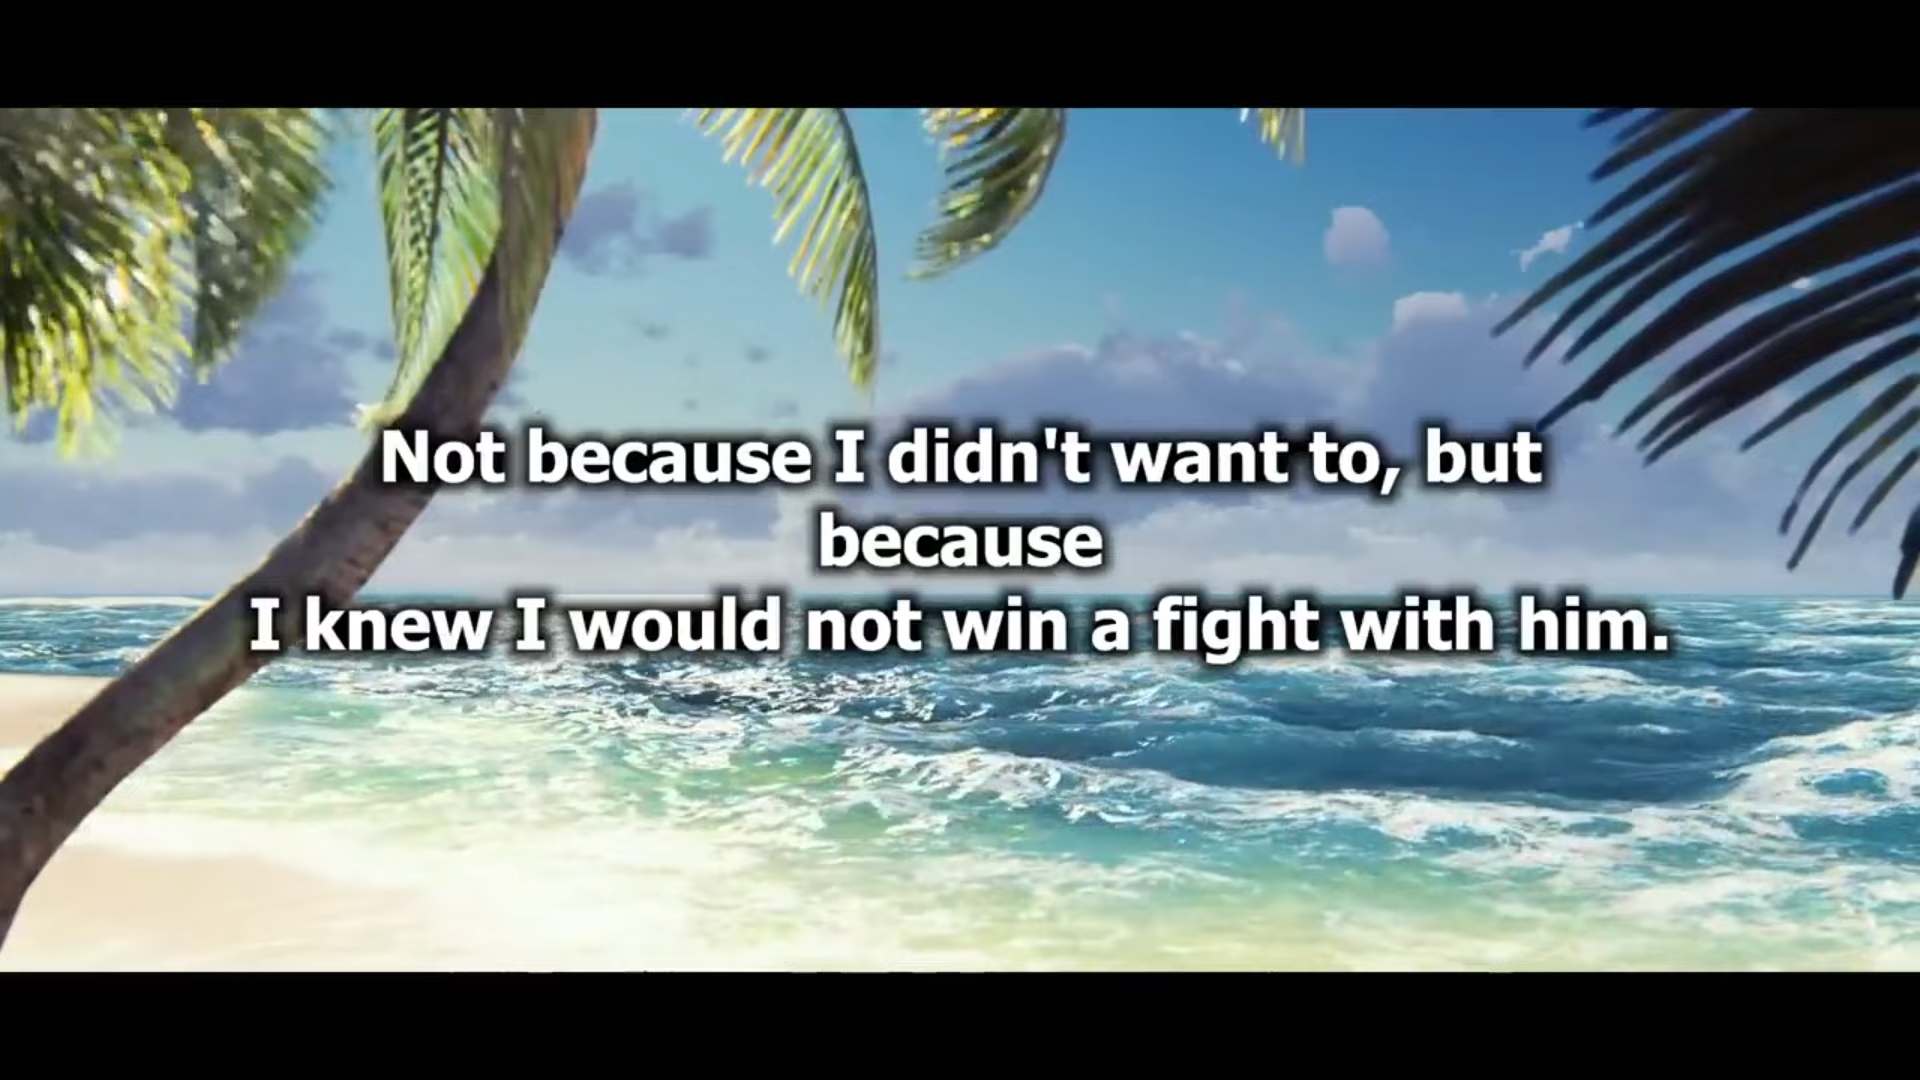 Not because I didn't want to, but
because
I knew I would not win a fight with him.